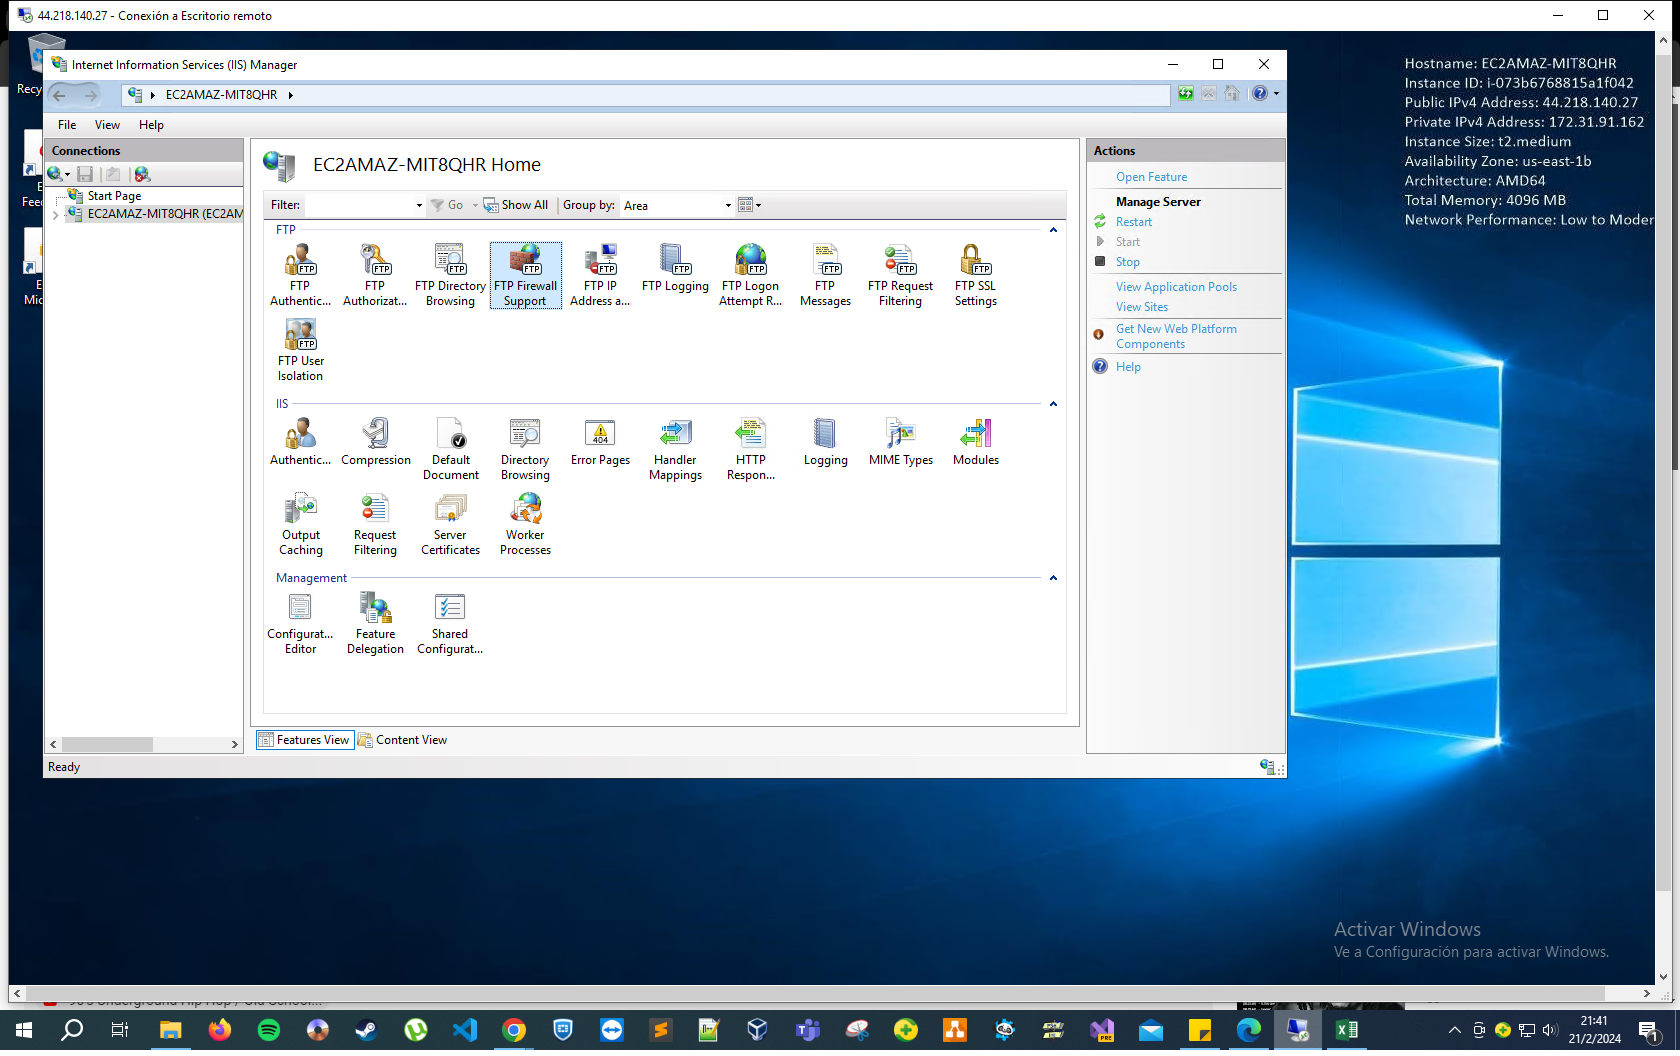 44.218.140.27 - Conexión a Escritorio remoto
Recy
Internet Information Services (IIS) Manager
EC2AMAZ-MIT8QHR
File View Help
Connections
Start Page
EC2AMAZ-MIT8QHR (EC2AM
EC2AMAZ-MIT8QHR Home
Filter: Go Show All Group by: Area
FTP
FTP Authentic...
FTP Authorizat...
FTP Directory Browsing
FTP Firewall Support
FTP IP Address a...
FTP Logging
FTP Logon Attempt R...
FTP Messages
FTP Request Filtering
FTP SSL Settings
FTP User Isolation
IIS
Authentic...
Compression
Default Document
Directory Browsing
Error Pages
Handler Mappings
HTTP Respon...
Logging
MIME Types
Modules
Output Caching
Request Filtering
Server Certificates
Worker Processes
Management
Configurat... Editor
Feature Delegation
Shared Configurat...
Features View Content View
Ready
Actions
Open Feature
Manage Server
Restart
Start
Stop
View Application Pools
View Sites
Get New Web Platform Components
Help
E
Feed
E
Mic
Hostname: EC2AMAZ-MIT8QHR
Instance ID: i-073b6768815a1f042
Public IPv4 Address: 44.218.140.27
Private IPv4 Address: 172.31.91.162
Instance Size: t2.medium
Availability Zone: us-east-1b
Architecture: AMD64
Total Memory: 4096 MB
Network Performance: Low to Moder
Activar Windows
Ve a Configuración para activar Windows.
21:41
21/2/2024
1